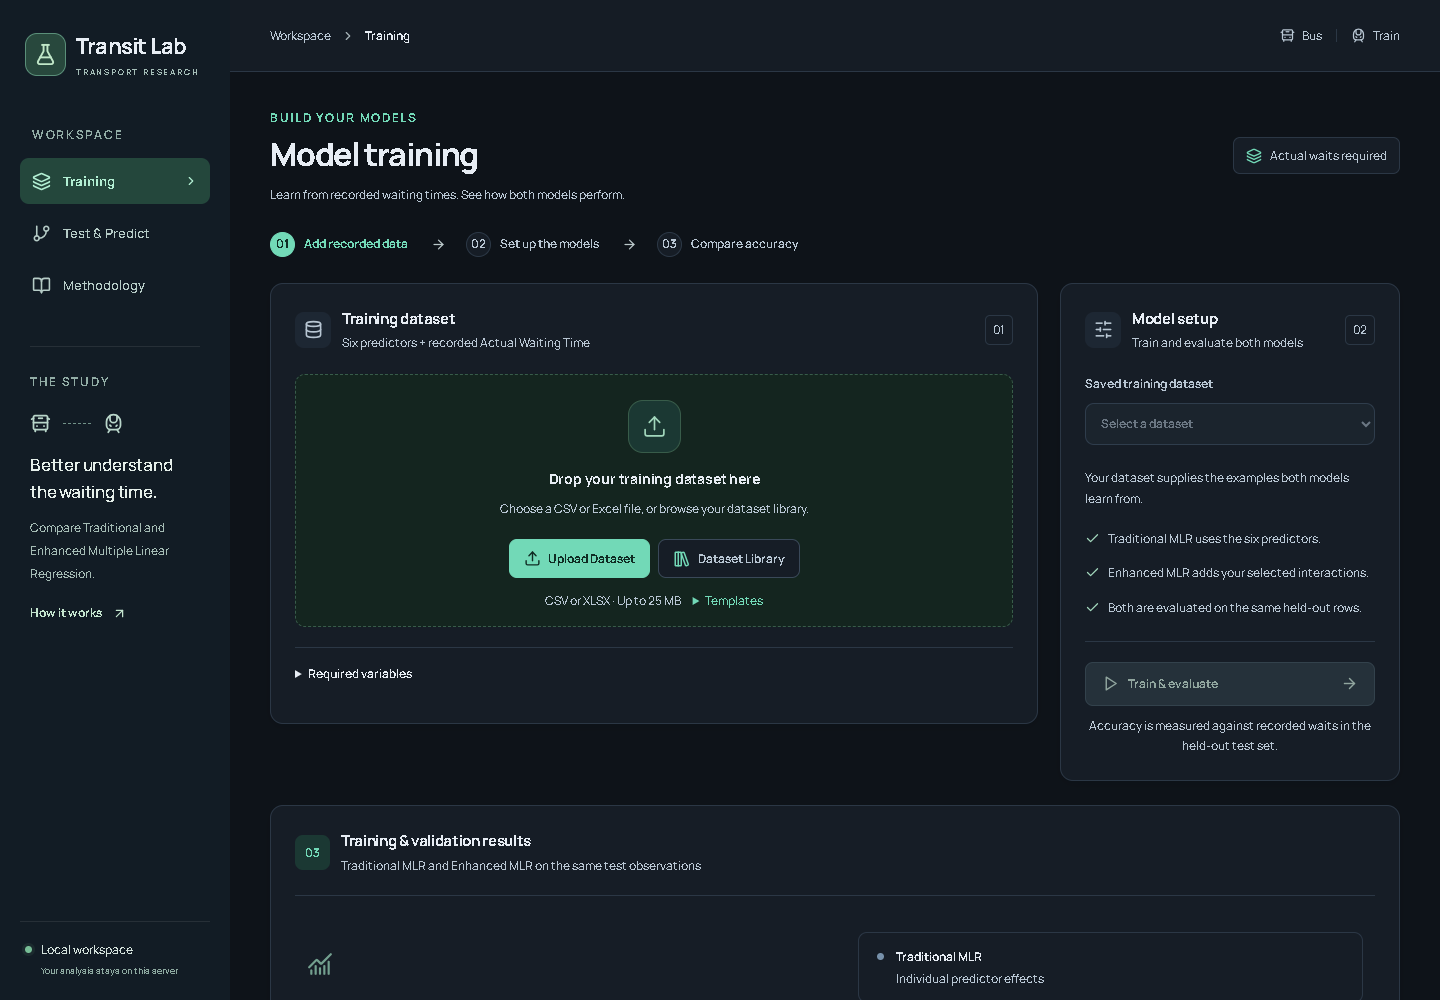 Transit Lab
TRANSPORT RESEARCH
WORKSPACE
Training
Test & Predict
Methodology
THE STUDY
Better understand
the waiting time.
Compare Traditional and
Enhanced Multiple Linear
Regression.
How it works
Local workspace
Your analysis stays on this server
Workspace > Training
Bus
Train
BUILD YOUR MODELS
Model training
Learn from recorded waiting times. See how both models perform.
Actual waits required
01 Add recorded data → 02 Set up the models → 03 Compare accuracy
Training dataset
Six predictors + recorded Actual Waiting Time
01
Drop your training dataset here
Choose a CSV or Excel file, or browse your dataset library.
Upload Dataset
Dataset Library
CSV or XLSX · Up to 25 MB ▶ Templates
▶ Required variables
Model setup
Train and evaluate both models
02
Saved training dataset
Select a dataset
Your dataset supplies the examples both models
learn from.
Traditional MLR uses the six predictors.
Enhanced MLR adds your selected interactions.
Both are evaluated on the same held-out rows.
Train & evaluate
Accuracy is measured against recorded waits in the
held-out test set.
03
Training & validation results
Traditional MLR and Enhanced MLR on the same test observations
Traditional MLR
Individual predictor effects